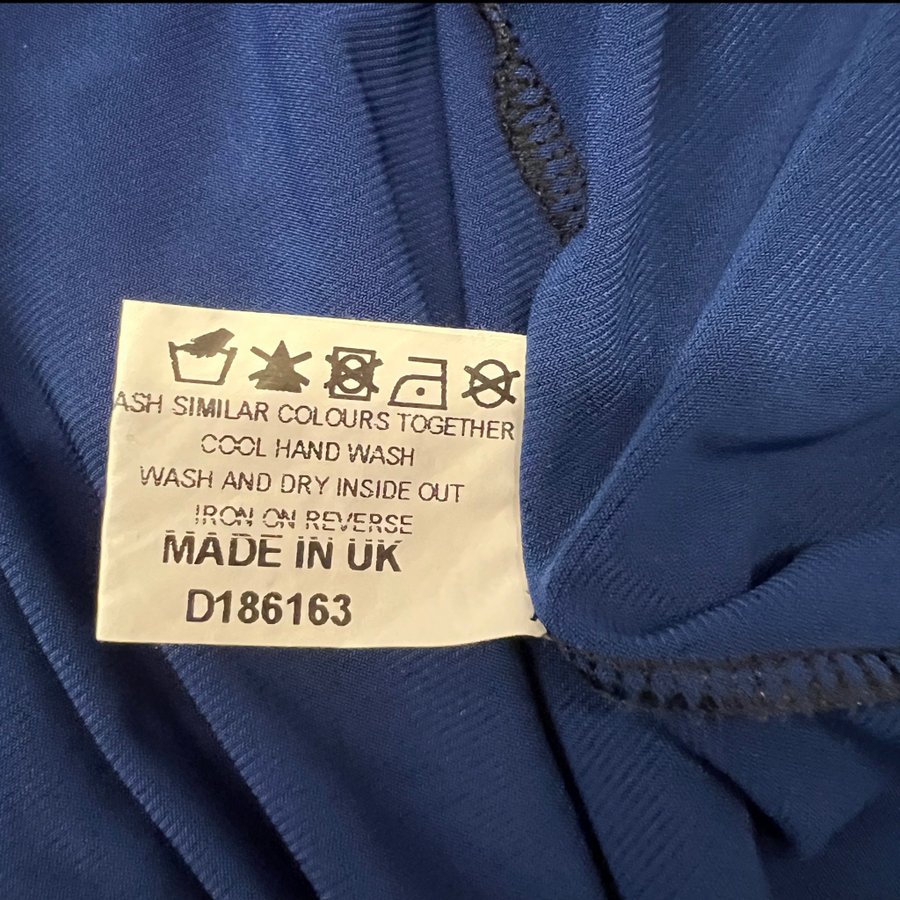 ASH SIMILAR COLOURS TOGETHER
COOL HAND WASH
WASH AND DRY INSIDE OUT
IRON ON REVERSE
MADE IN UK
D186163